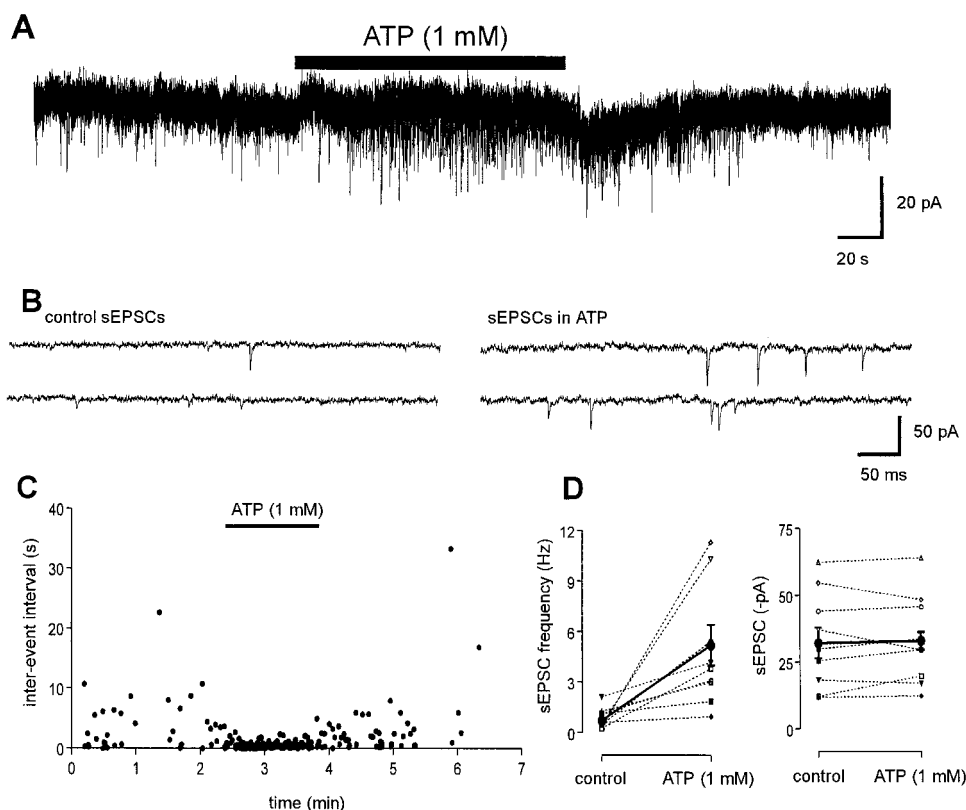 A
ATP (1 mM)
20 pA
20 s
B
control sEPSCs
sEPSCs in ATP
50 pA
50 ms
C
ATP (1 mM)
inter-event interval (s)
40
30
20
10
0
0 1 2 3 4 5 6 7
time (min)
D
sEPSC frequency (Hz)
12
9
6
3
0
control ATP (1 mM)
sEPSC (-pA)
75
50
25
0
control ATP (1 mM)